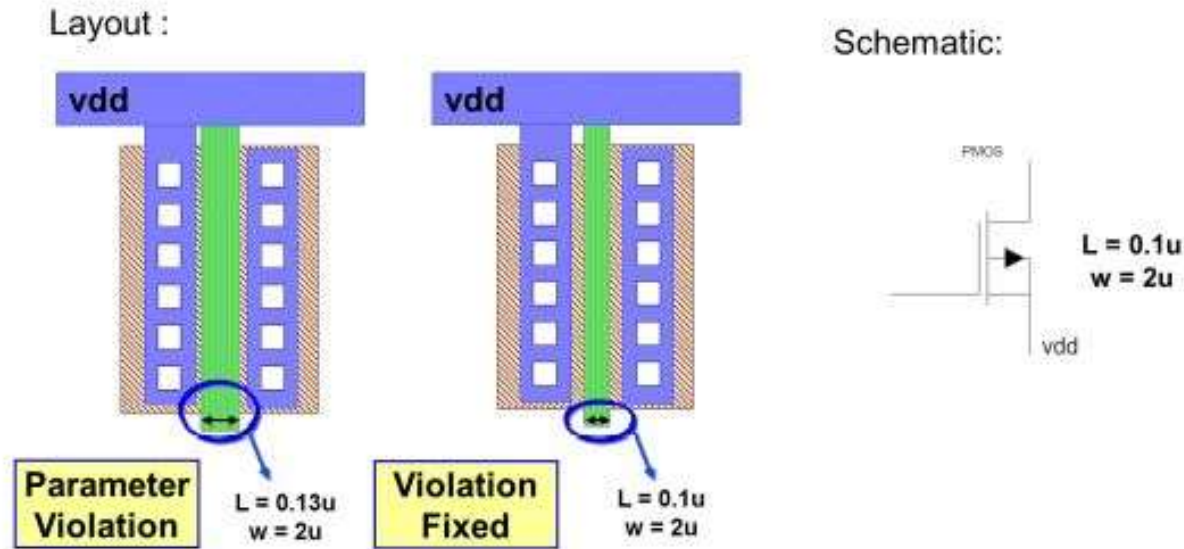 Layout :
Schematic:
vdd
vdd
PMOS
L = 0.1u
w = 2u
vdd
Parameter
Violation
L = 0.13u
w = 2u
Violation
Fixed
L = 0.1u
w = 2u